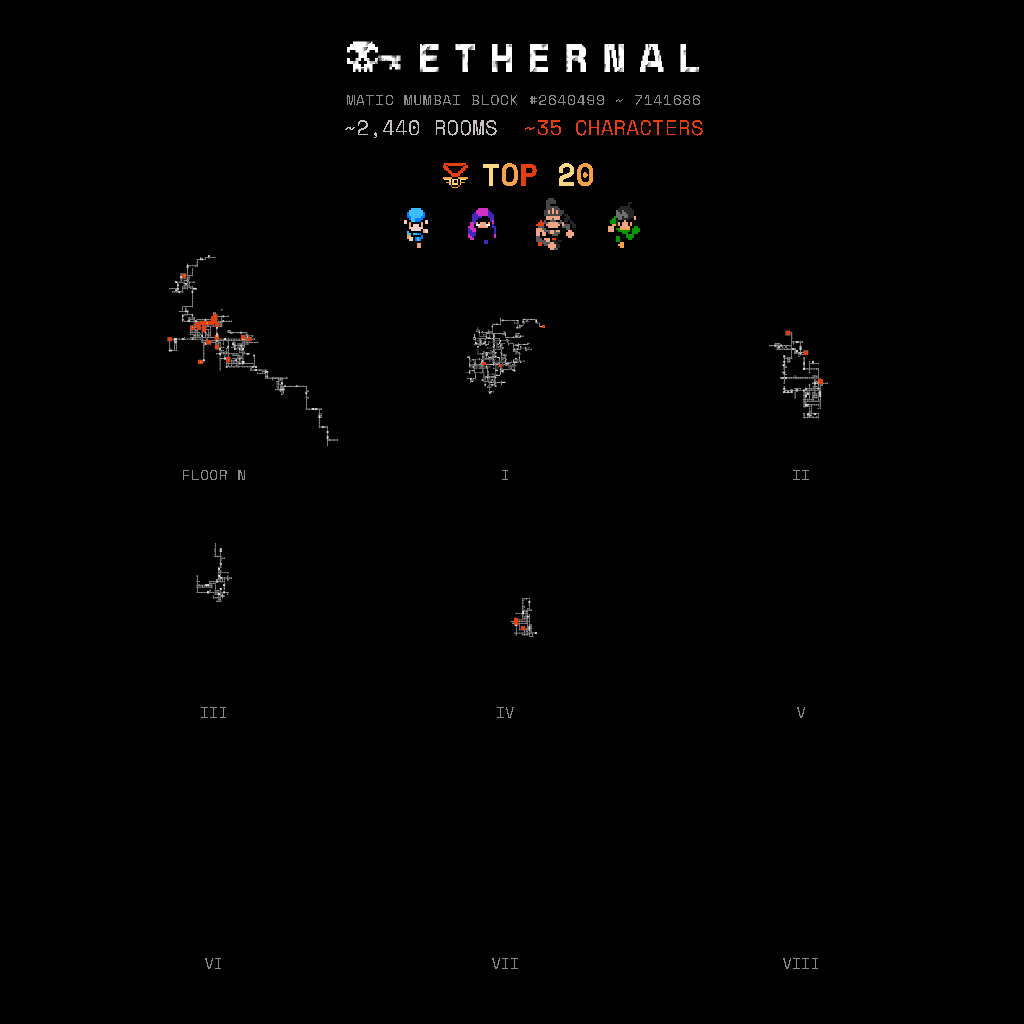 ETHERNAL
MATIC MUMBAI BLOCK #2640499 ~ 7141686
~2,440 ROOMS ~35 CHARACTERS
TOP 20
FLOOR N
I
II
III
IV
V
VI
VII
VIII